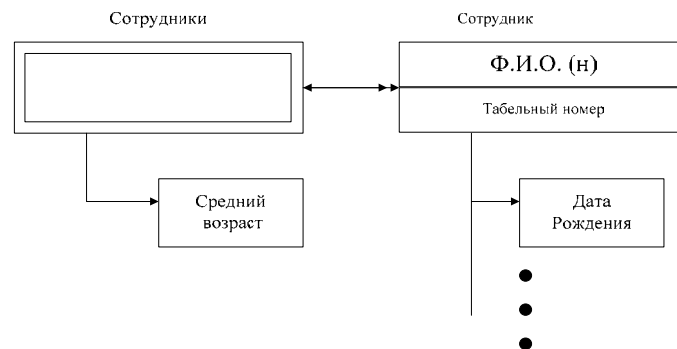 Сотрудники
Сотрудник
Ф.И.О. (н)
Табельный номер
Средний
возраст
Дата
Рождения